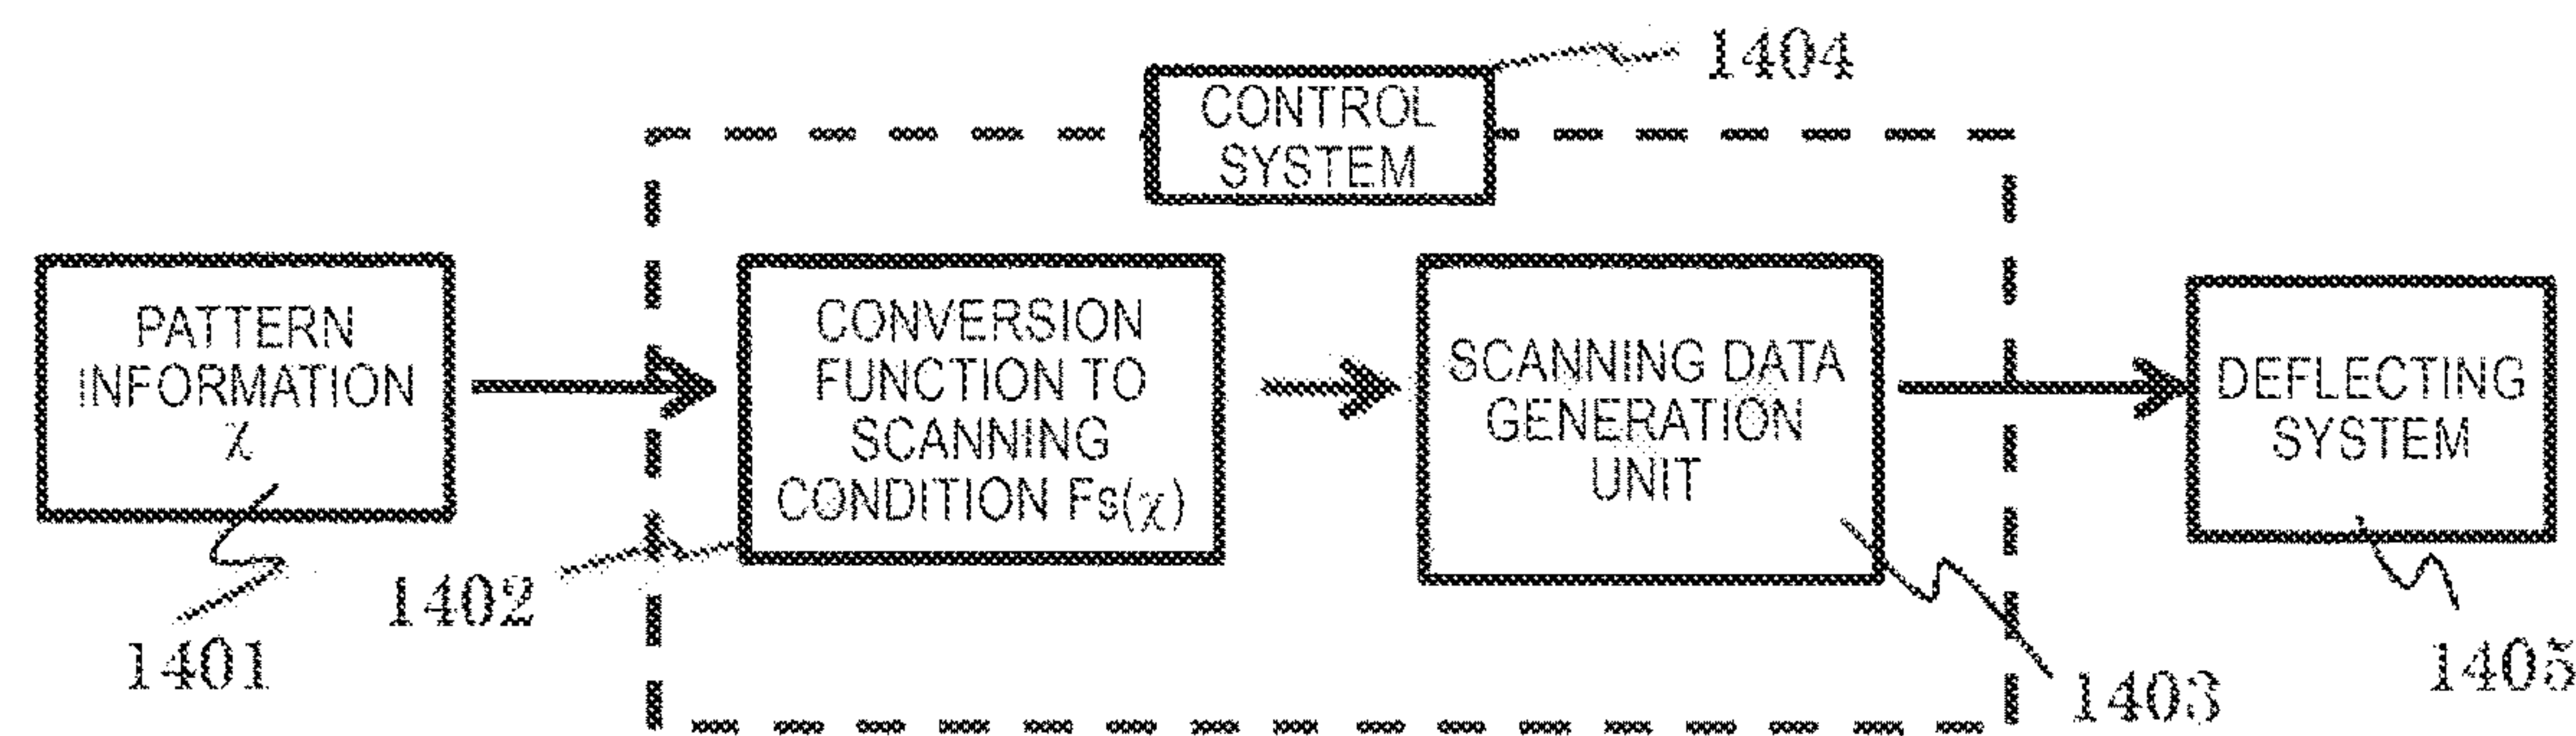 1404
CONTROL
SYSTEM
PATTERN
INFORMATION
χ
CONVERSION
FUNCTION TO
SCANNING
CONDITION Fs(χ)
SCANNING DATA
GENERATION
UNIT
DEFLECTING
SYSTEM
1401
1402
1403
1405